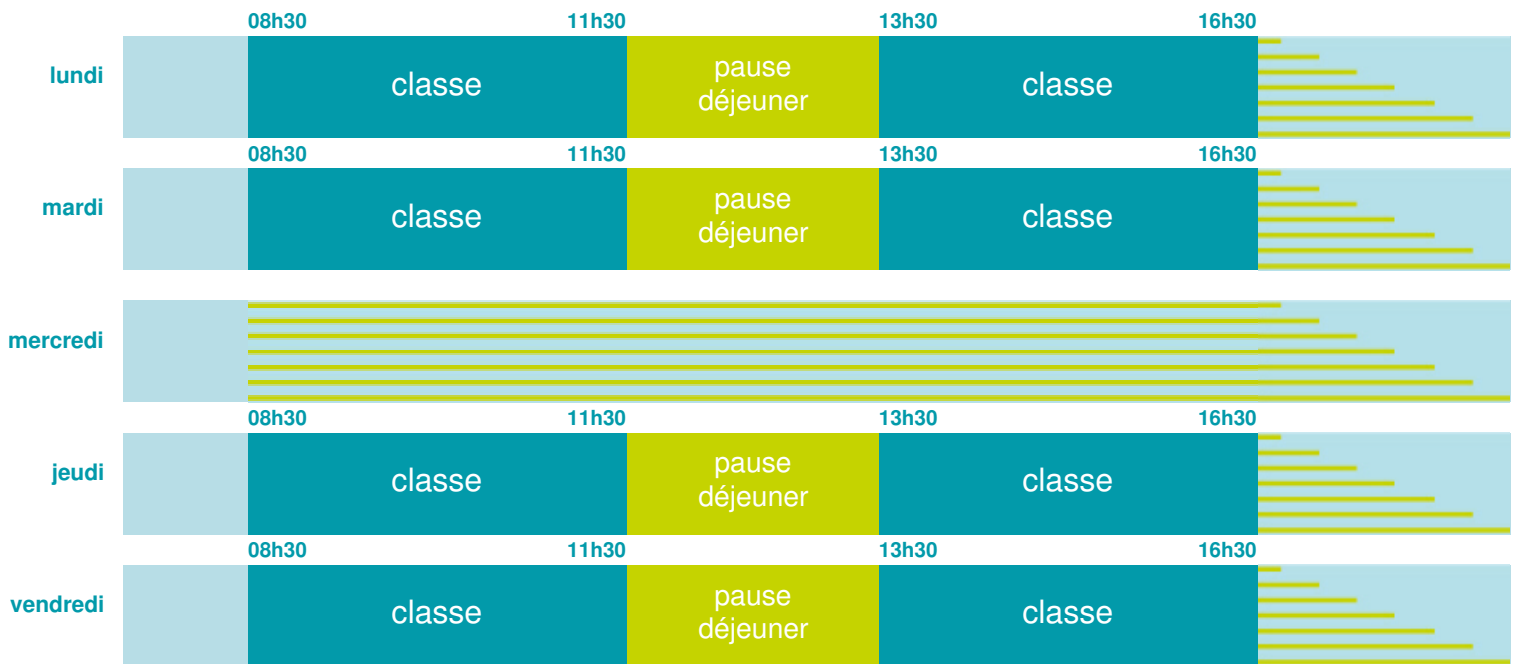 08h30 11h30 13h30 16h30
lundi classe pause déjeuner classe
08h30 11h30 13h30 16h30
mardi classe pause déjeuner classe
mercredi
08h30 11h30 13h30 16h30
jeudi classe pause déjeuner classe
08h30 11h30 13h30 16h30
vendredi classe pause déjeuner classe